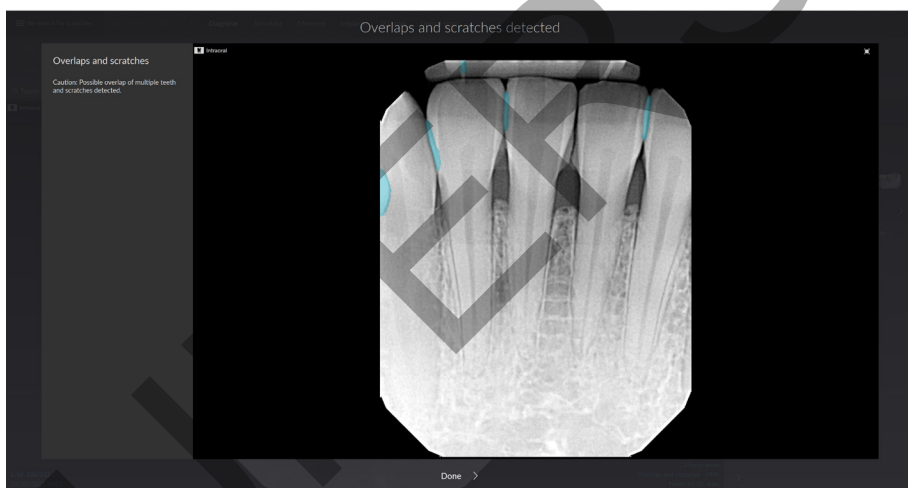 Overlaps and scratches detected
Overlaps and scratches
Caution: Possible overlap of multiple teeth
and scratches detected.
Intraoral
Done